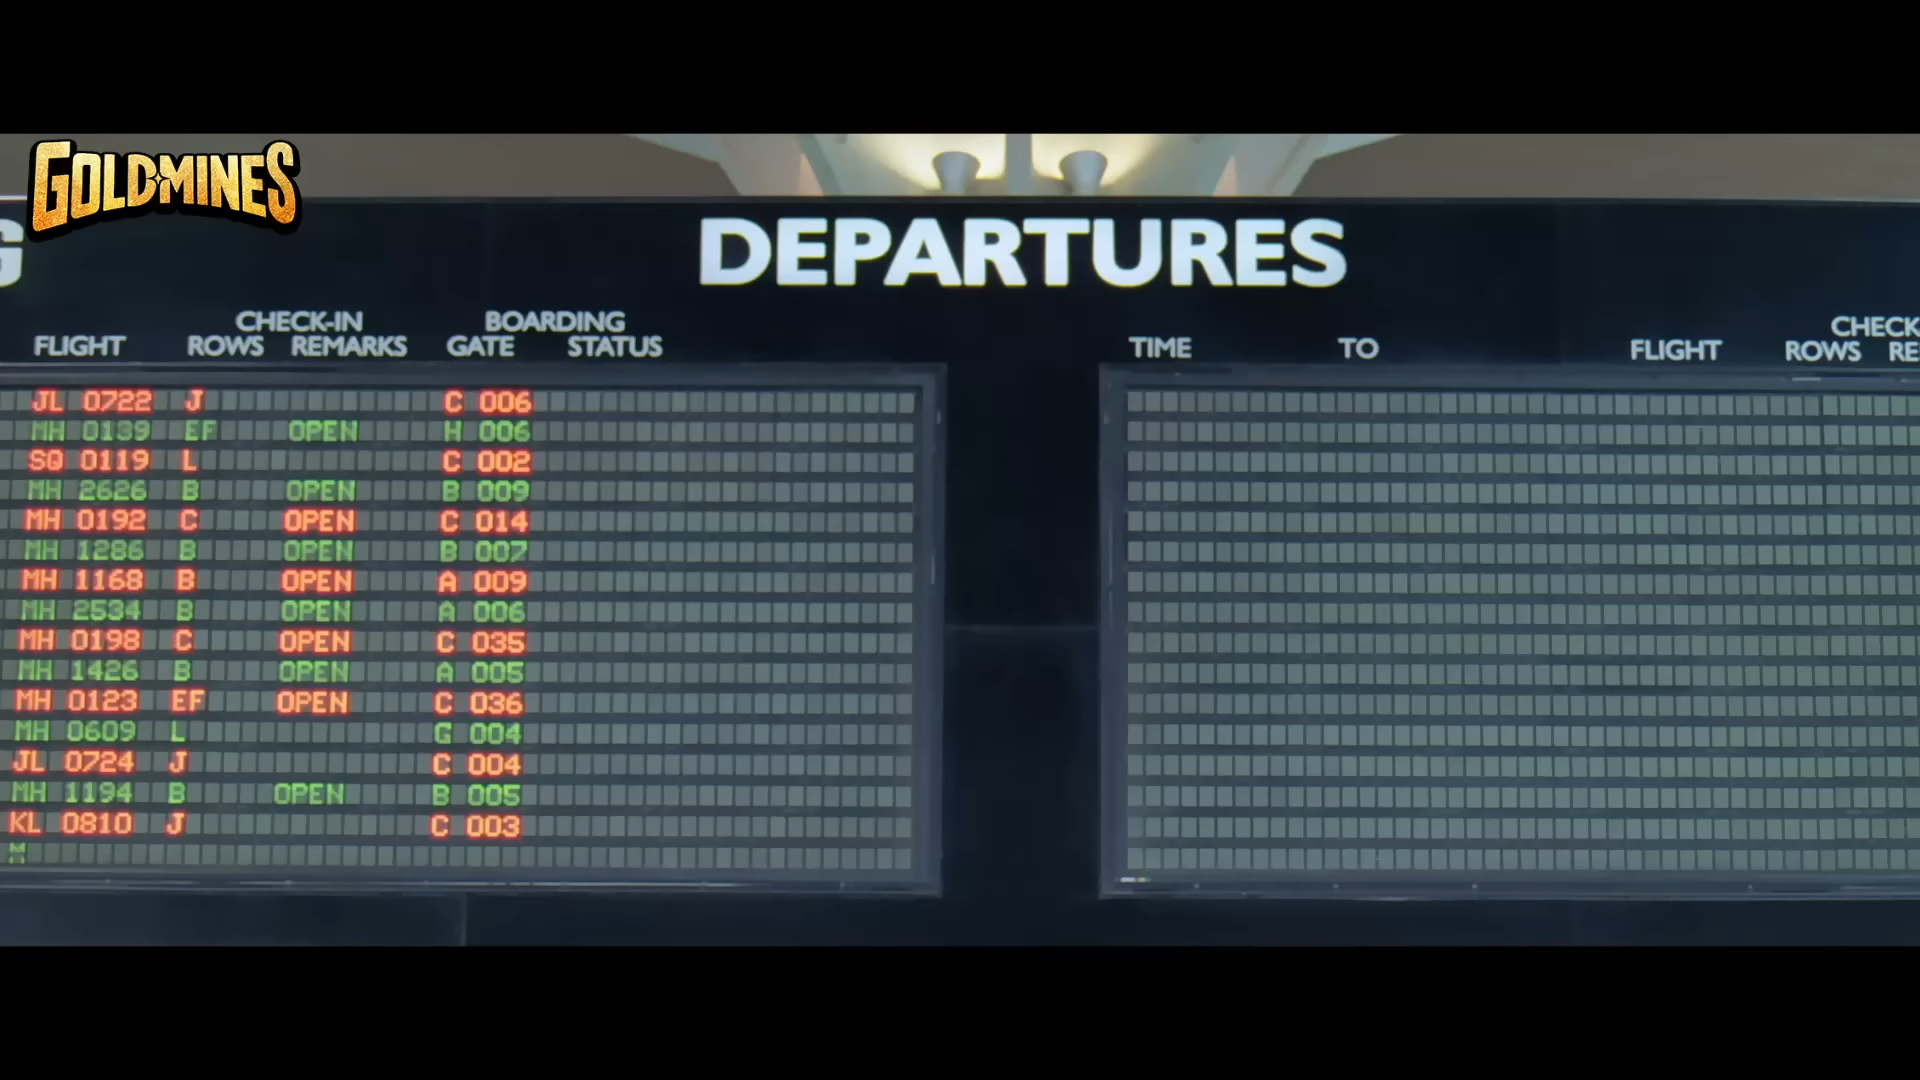 GOLDMINES
DEPARTURES
CHECK-IN BOARDING
FLIGHT ROWS REMARKS GATE STATUS
JL 0722 J C 006
MH 0139 EF OPEN H 006
SQ 0119 L C 002
MH 2626 B OPEN B 009
MH 0192 C OPEN C 014
MH 1286 B OPEN B 007
MH 1168 B OPEN A 009
MH 2534 B OPEN A 006
MH 0198 C OPEN C 035
MH 1426 B OPEN A 005
MH 0123 EF OPEN C 036
MH 0609 L G 004
JL 0724 J C 004
MH 1194 B OPEN B 005
KL 0810 J C 003
CHECK
TIME TO FLIGHT ROWS RE